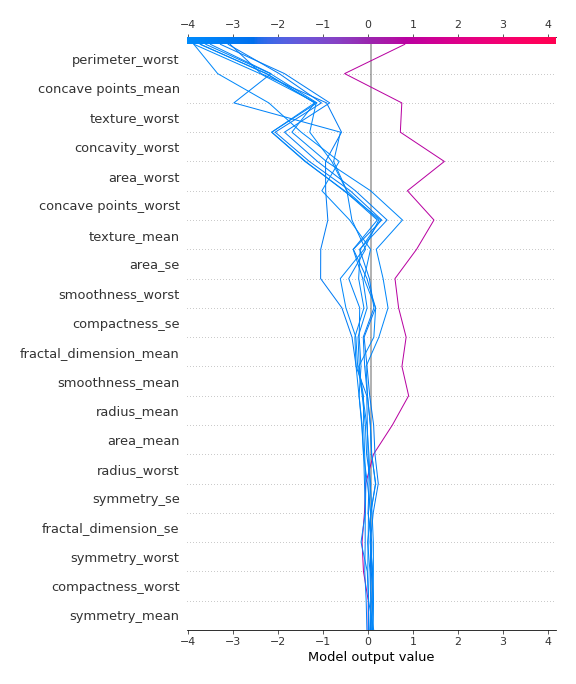 −4 −3 −2 −1 0 1 2 3 4
perimeter_worst
concave points_mean
texture_worst
concavity_worst
area_worst
concave points_worst
texture_mean
area_se
smoothness_worst
compactness_se
fractal_dimension_mean
smoothness_mean
radius_mean
area_mean
radius_worst
symmetry_se
fractal_dimension_se
symmetry_worst
compactness_worst
symmetry_mean
−4 −3 −2 −1 0 1 2 3 4
Model output value